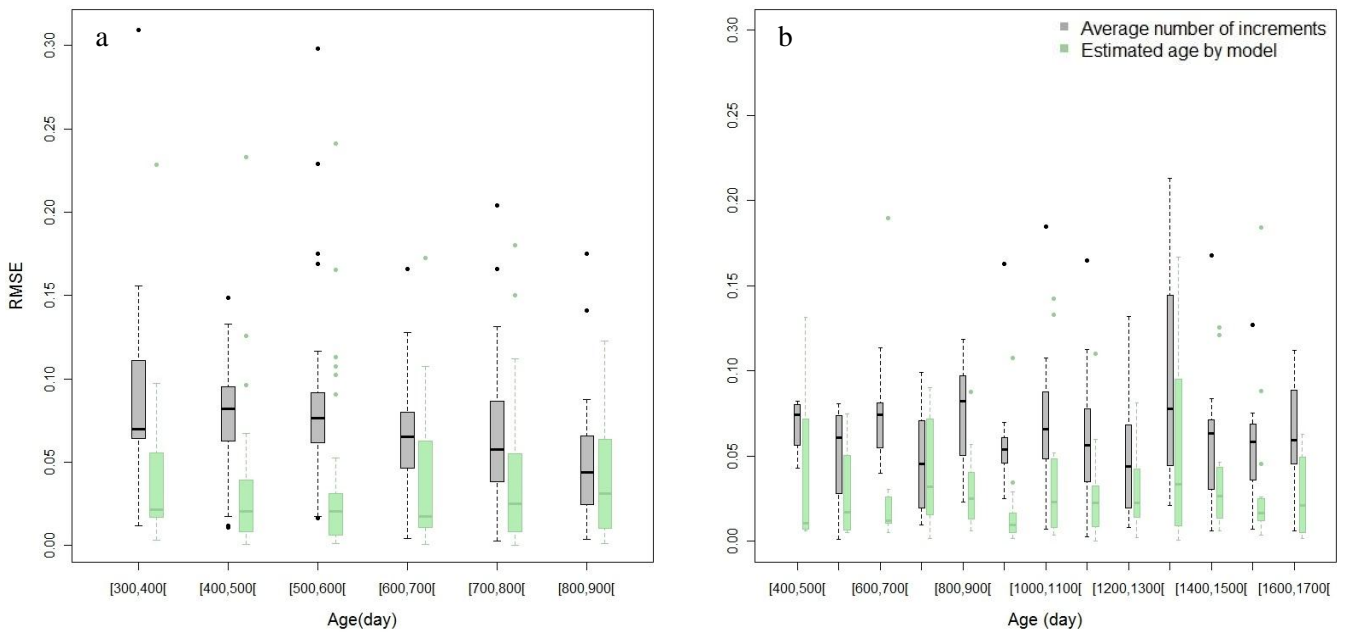 a
RMSE
0.30
0.25
0.20
0.15
0.10
0.05
0.00
[300,400[ [400,500[ [500,600[ [600,700[ [700,800[ [800,900[
Age(day)
b
Average number of increments
Estimated age by model
0.30
0.25
0.20
0.15
0.10
0.05
0.00
[400,500[ [600,700[ [800,900[ [1000,1100[ [1200,1300[ [1400,1500[ [1600,1700[
Age (day)